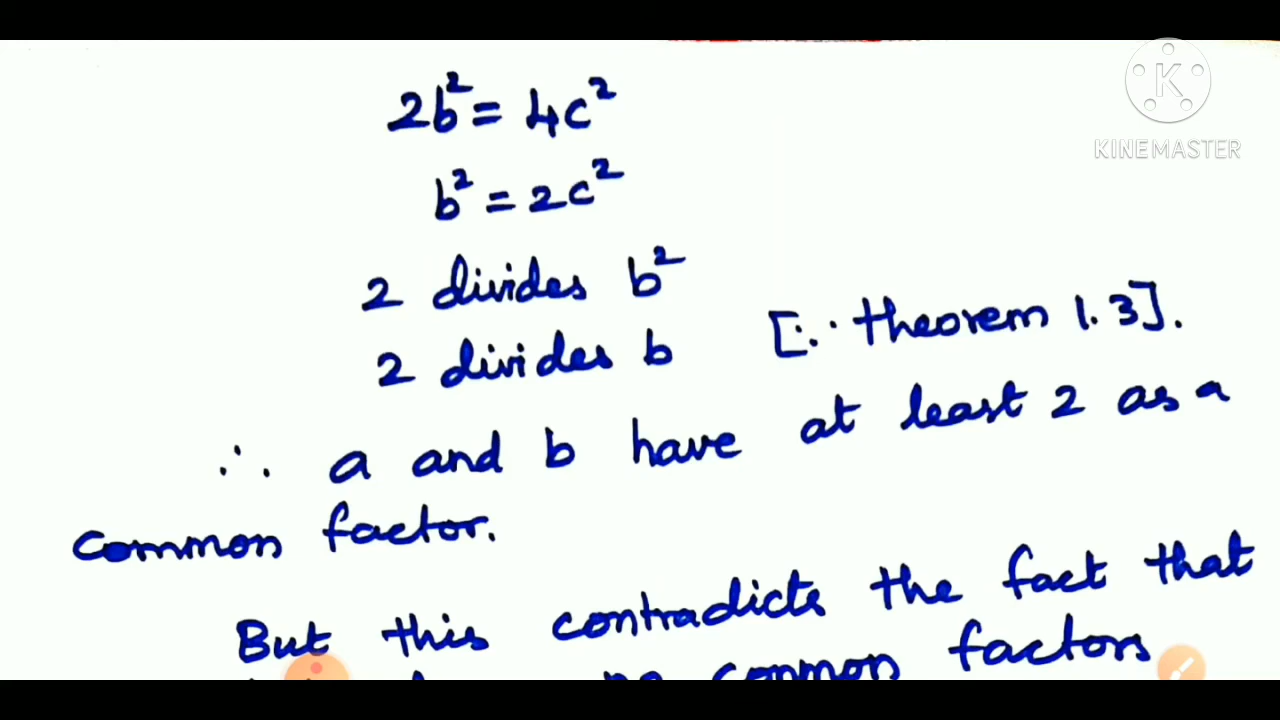 2b² = 4c²
b² = 2c²
2 divides b²
2 divides b [∵ theorem 1.3].
∴ a and b have at least 2 as a
common factor.
But this contradicts the fact that
common factors
K
KINEMASTER